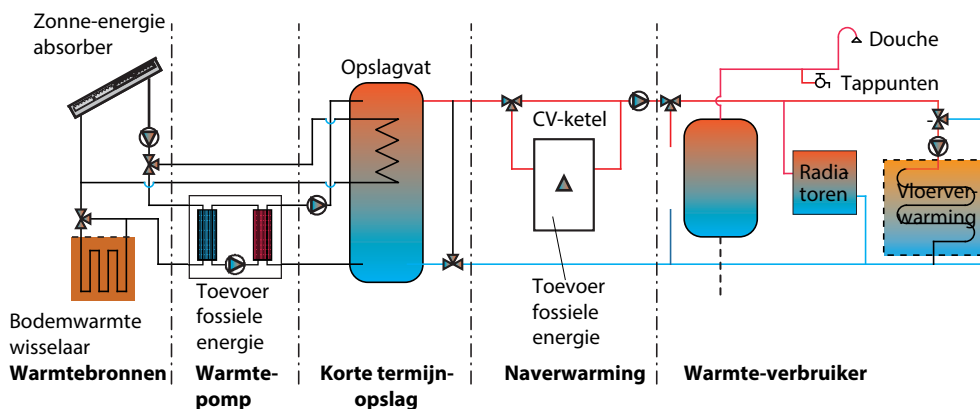 Zonne-energie
absorber
Opslagvat
CV-ketel
Douche
Tappunten
Radia
toren
Vloerver-
warming
Bodemwarmte
wisselaar
Toevoer
fossiele
energie
Toevoer
fossiele
energie
Warmtebronnen
Warmte-
pomp
Korte termijn-
opslag
Naverwarming
Warmte-verbruiker